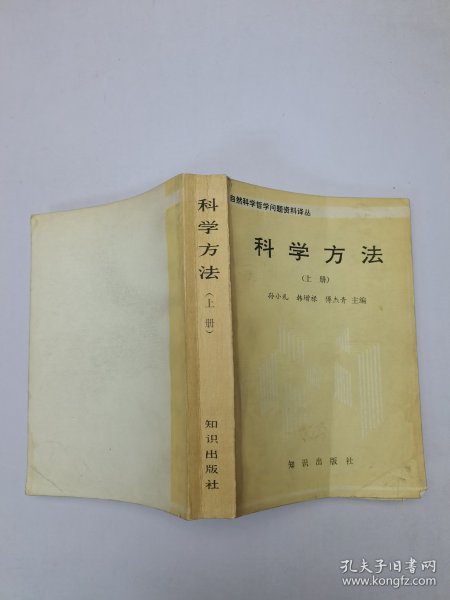 自然科学哲学问题资料译丛
科学方法
(上册)
孙小礼 韩增禄 傅杰青 主编
知识出版社
科学方法
(上册)
知识出版社
孔夫子旧书网
www.kongfz.com